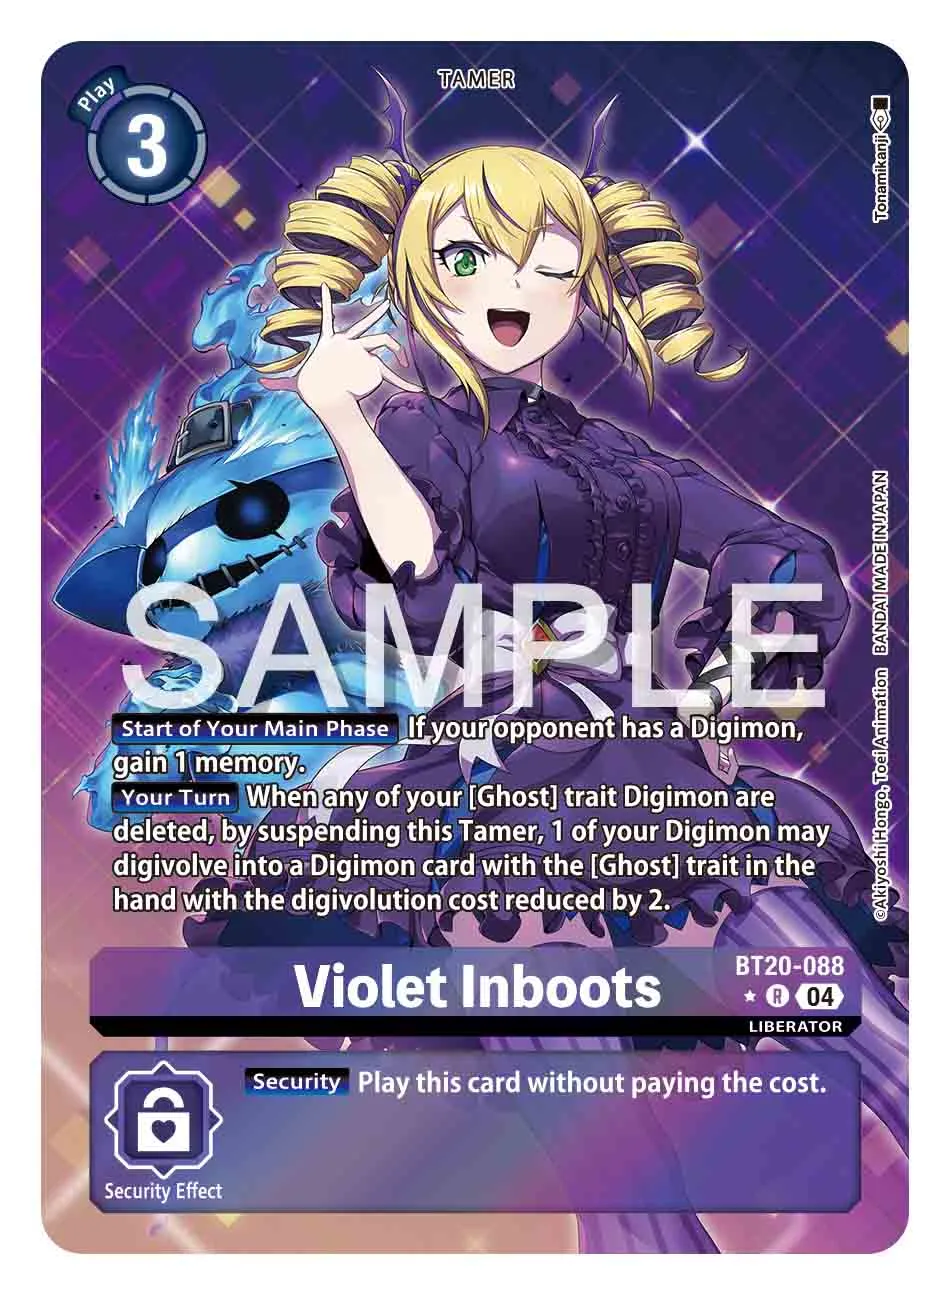 TAMER
Play
3
Tonamikanji
SAMPLE
Start of Your Main Phase If your opponent has a Digimon,
gain 1 memory.
Your Turn When any of your [Ghost] trait Digimon are
deleted, by suspending this Tamer, 1 of your Digimon may
digivolve into a Digimon card with the [Ghost] trait in the
hand with the digivolution cost reduced by 2.
©Akiyoshi Hongo, Toei Animation BANDAI MADE IN JAPAN
Violet Inboots
BT20-088
R 04
LIBERATOR
Security Play this card without paying the cost.
Security Effect